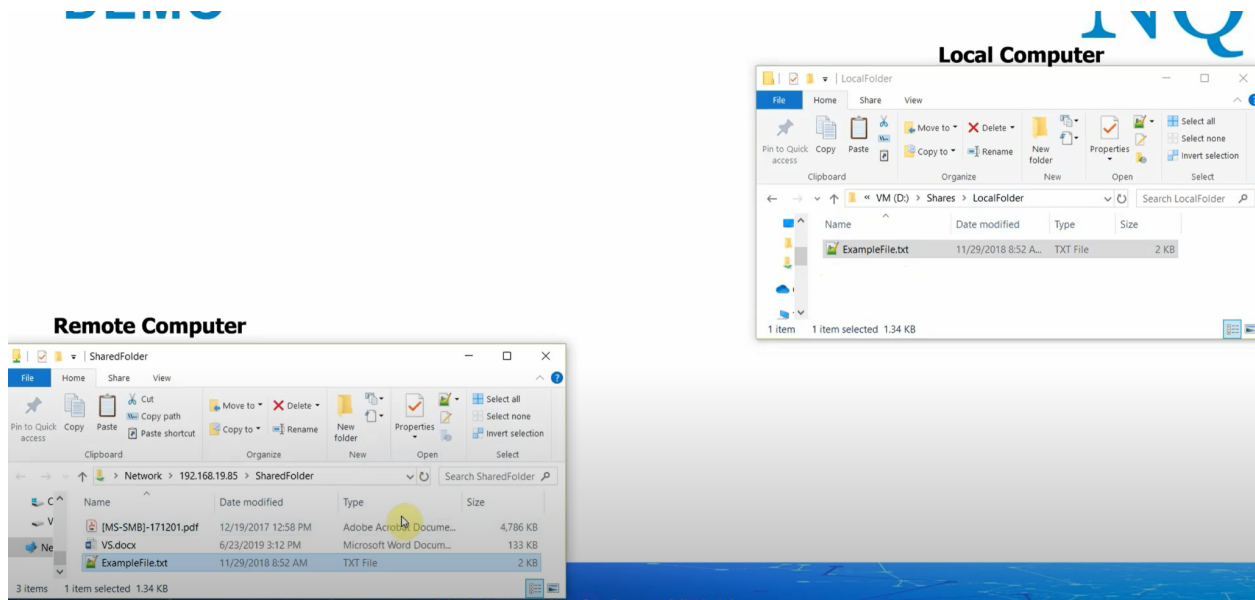 DEMO
NQ
Local Computer
LocalFolder
File Home Share View
Pin to Quick access
Copy
Paste
Move to
Copy to
Delete
Rename
New folder
Properties
Select all
Select none
Invert selection
Clipboard Organize New Open Select
« VM (D:) > Shares > LocalFolder
Search LocalFolder
Name Date modified Type Size
ExampleFile.txt 11/29/2018 8:52 A... TXT File 2 KB
1 item 1 item selected 1.34 KB
Remote Computer
SharedFolder
File Home Share View
Pin to Quick access
Copy
Paste
Cut
Copy path
Paste shortcut
Move to
Copy to
Delete
Rename
New folder
Properties
Select all
Select none
Invert selection
Clipboard Organize New Open Select
> Network > 192.168.19.85 > SharedFolder
Search SharedFolder
Name Date modified Type Size
[MS-SMB]-171201.pdf 12/19/2017 12:58 PM Adobe Acrobat Docume... 4,786 KB
VS.docx 6/23/2019 3:12 PM Microsoft Word Docum... 133 KB
ExampleFile.txt 11/29/2018 8:52 AM TXT File 2 KB
C
V
Ne
3 items 1 item selected 1.34 KB